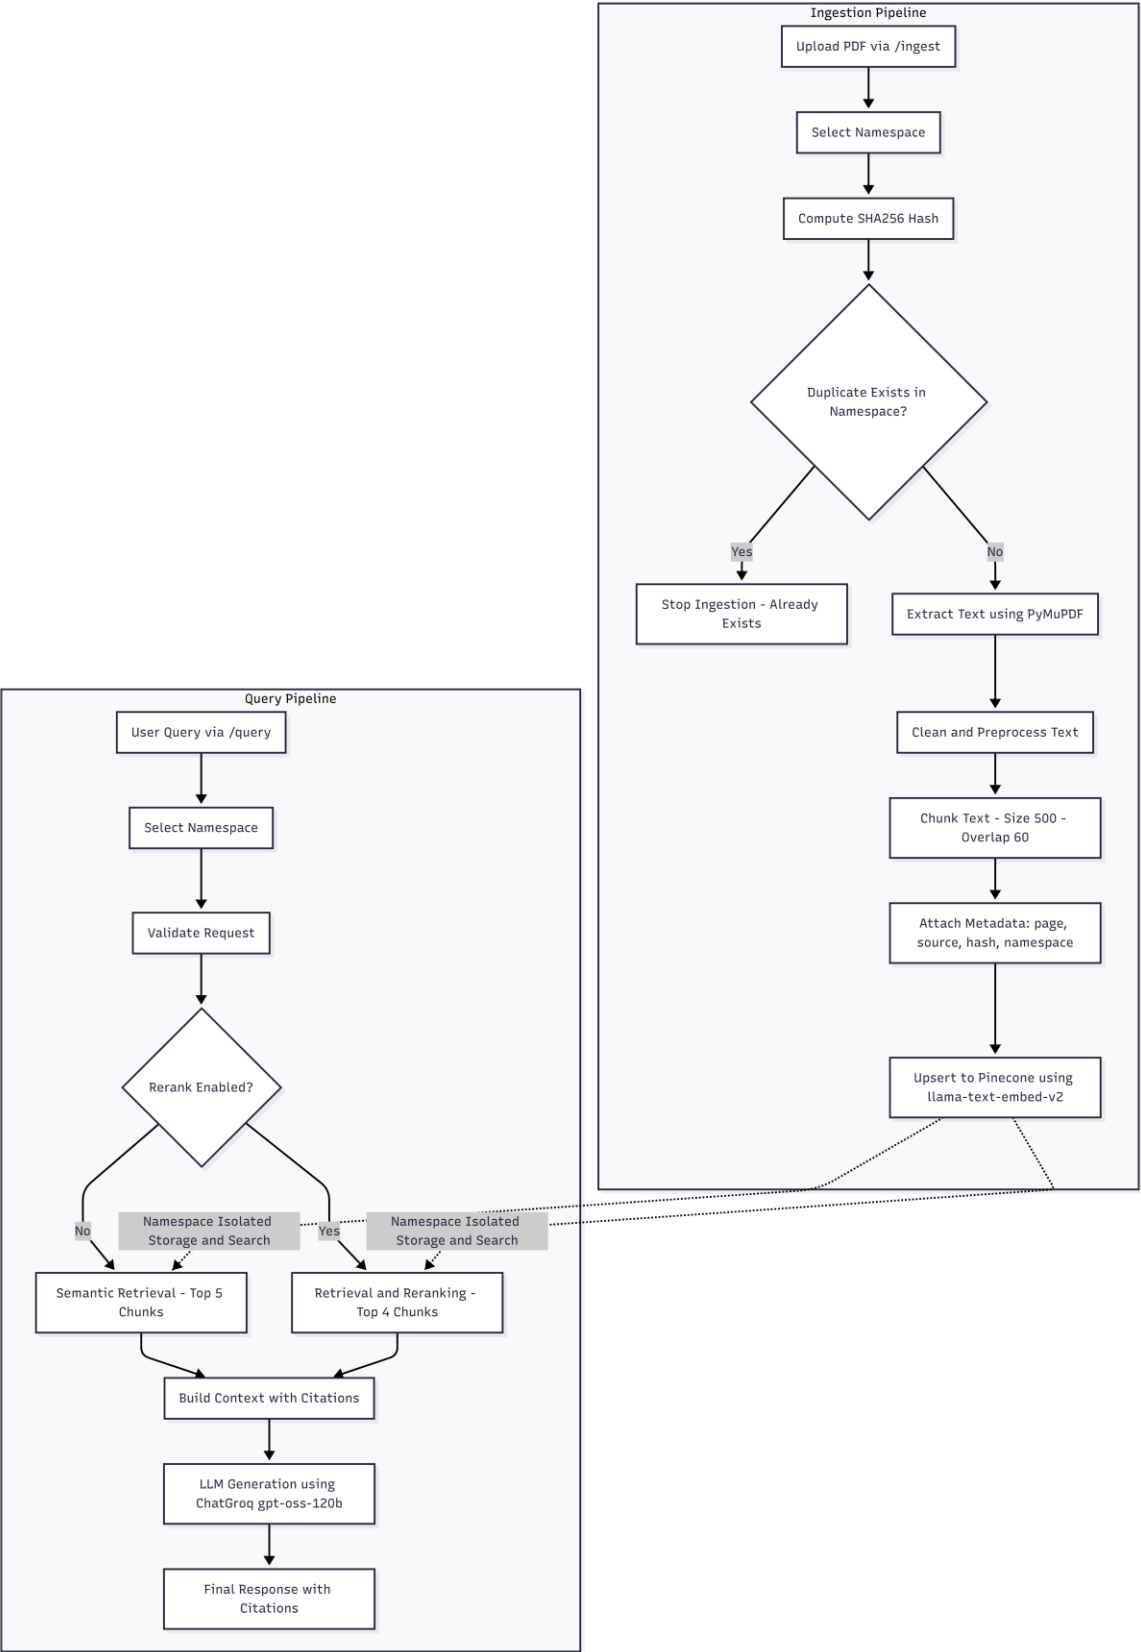 Ingestion Pipeline
Upload PDF via /ingest
Select Namespace
Compute SHA256 Hash
Duplicate Exists in
Namespace?
Yes
No
Stop Ingestion - Already
Exists
Extract Text using PyMuPDF
Clean and Preprocess Text
Chunk Text - Size 500 -
Overlap 60
Attach Metadata: page,
source, hash, namespace
Upsert to Pinecone using
llama-text-embed-v2
Query Pipeline
User Query via /query
Select Namespace
Validate Request
Rerank Enabled?
No
Namespace Isolated
Storage and Search
Yes
Namespace Isolated
Storage and Search
Semantic Retrieval - Top 5
Chunks
Retrieval and Reranking -
Top 4 Chunks
Build Context with Citations
LLM Generation using
ChatGroq gpt-oss-120b
Final Response with
Citations